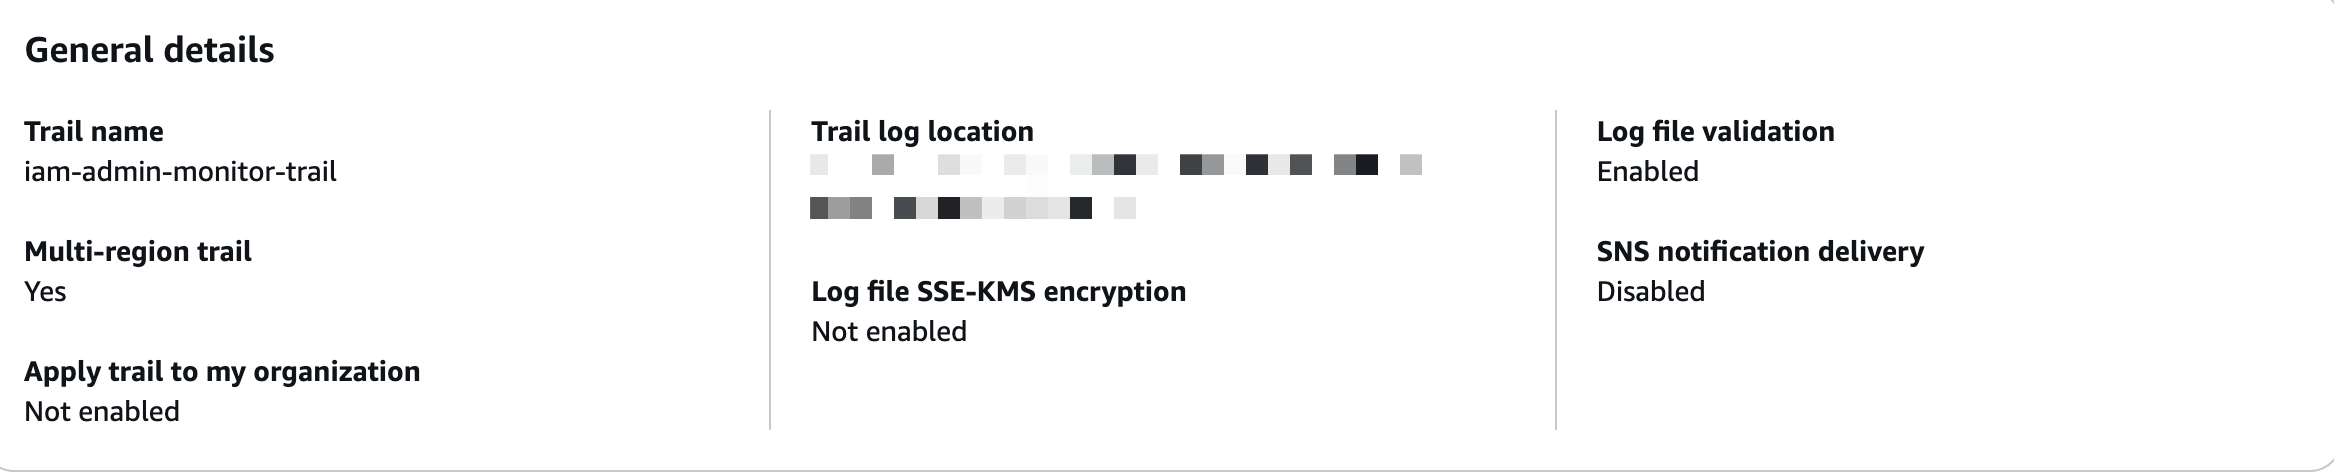 General details
Trail name
iam-admin-monitor-trail
Multi-region trail
Yes
Apply trail to my organization
Not enabled
Trail log location
Log file SSE-KMS encryption
Not enabled
Log file validation
Enabled
SNS notification delivery
Disabled